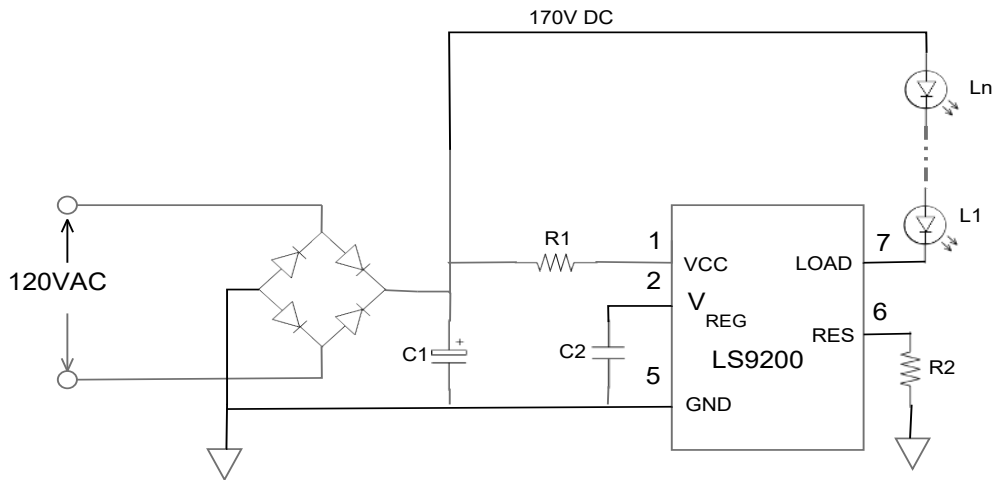 170V DC
Ln
L1
R1
1
7
VCC
LOAD
120VAC
2
V REG
6
RES
C1
+
C2
5
LS9200
R2
GND